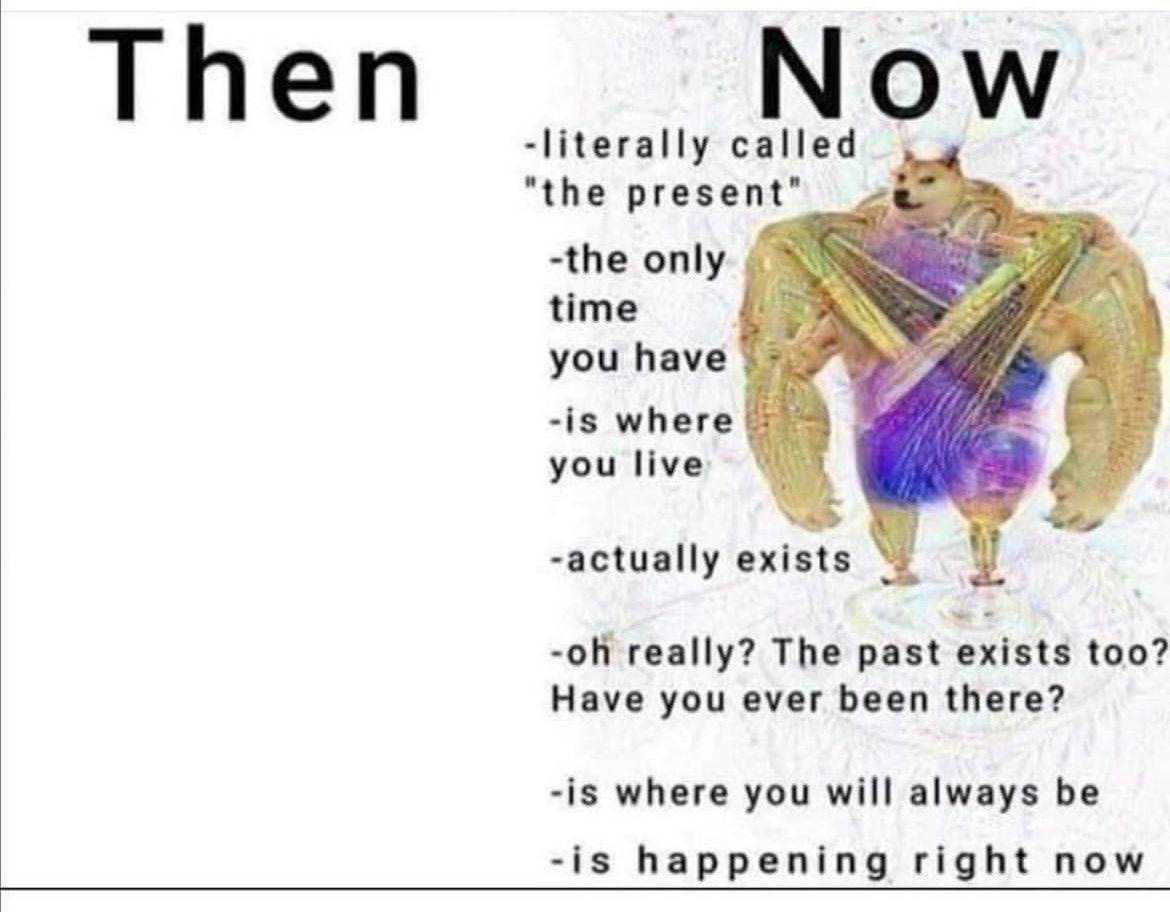 Then
Now
-literally called
"the present"
-the only
time
you have
-is where
you live
-actually exists
-oh really? The past exists too?
Have you ever been there?
-is where you will always be
-is happening right now